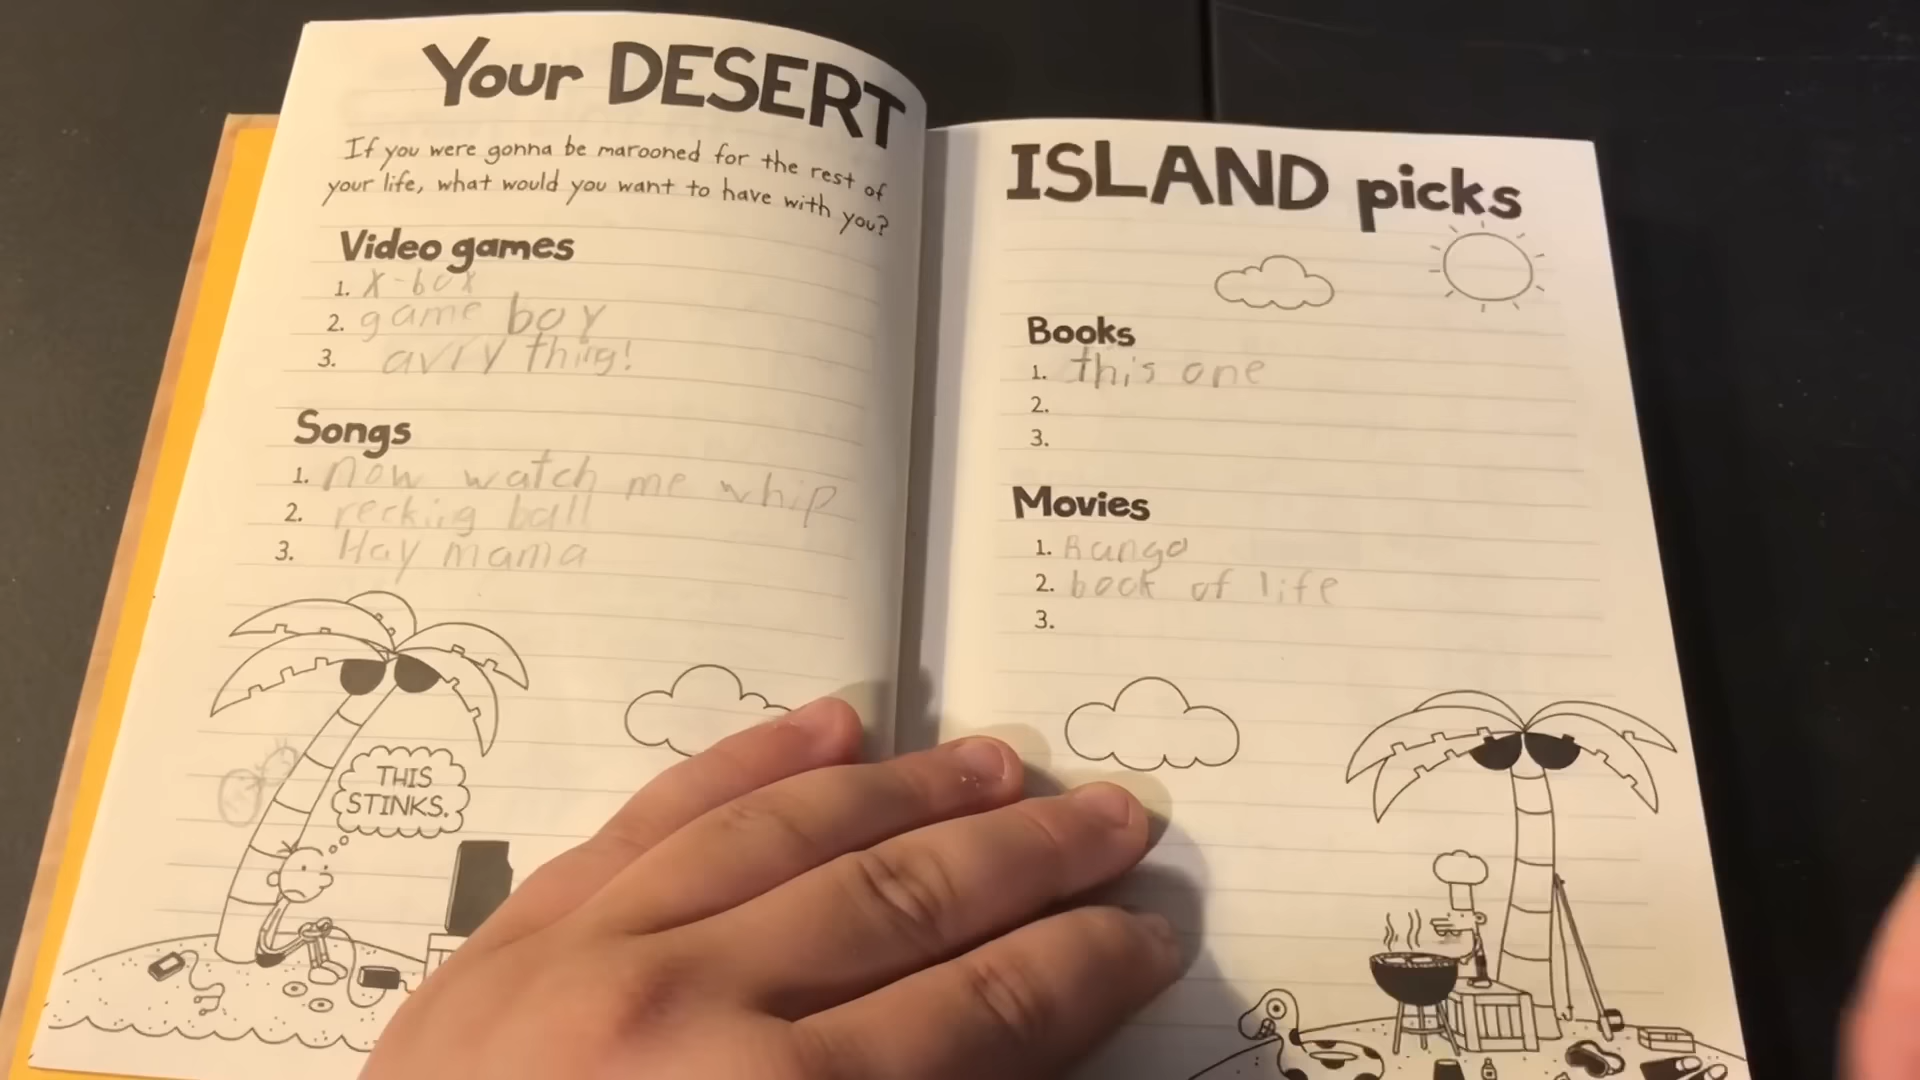 Your DESERT
If you were gonna be marooned for the rest of
your life, what would you want to have with you?
Video games
1. X-box
2. game boy
3. avry thing!
Songs
1. now watch me whip
2. recking ball
3. Hay mama
THIS
STINKS.
ISLAND picks
Books
1. this one
2.
3.
Movies
1. Rango
2. book of life
3.